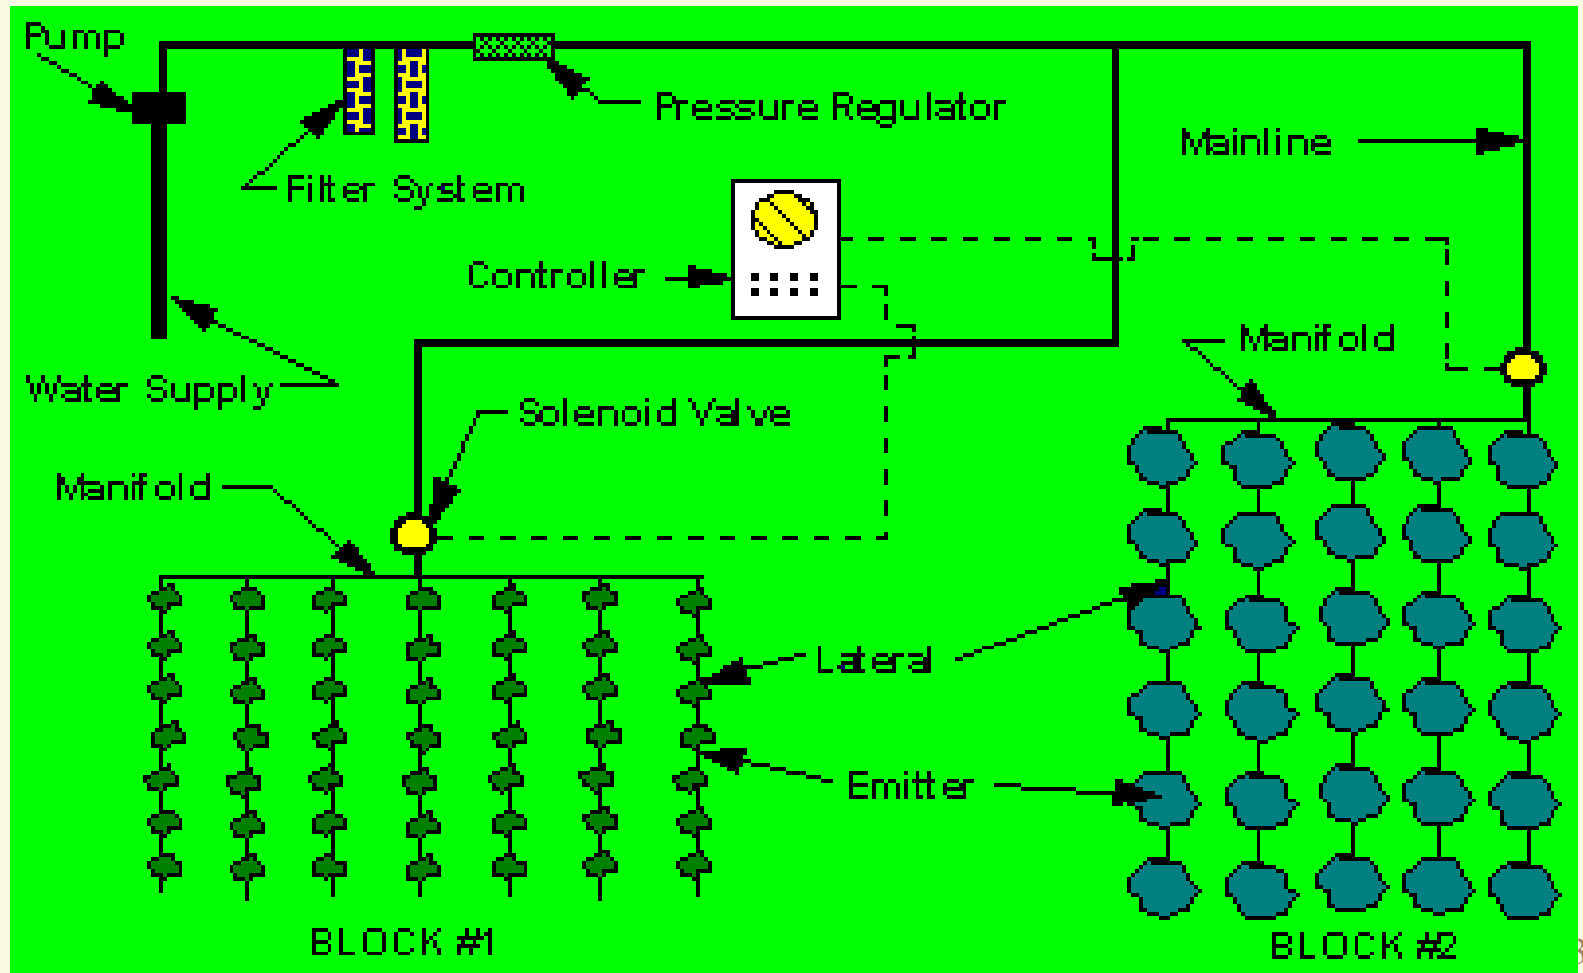 Pump
Pressure Regulator
Mainline
Filter System
Controller
Manifold
Water Supply
Solenoid Valve
Manifold
Lateral
Emitter
BLOCK #1
BLOCK #2
3